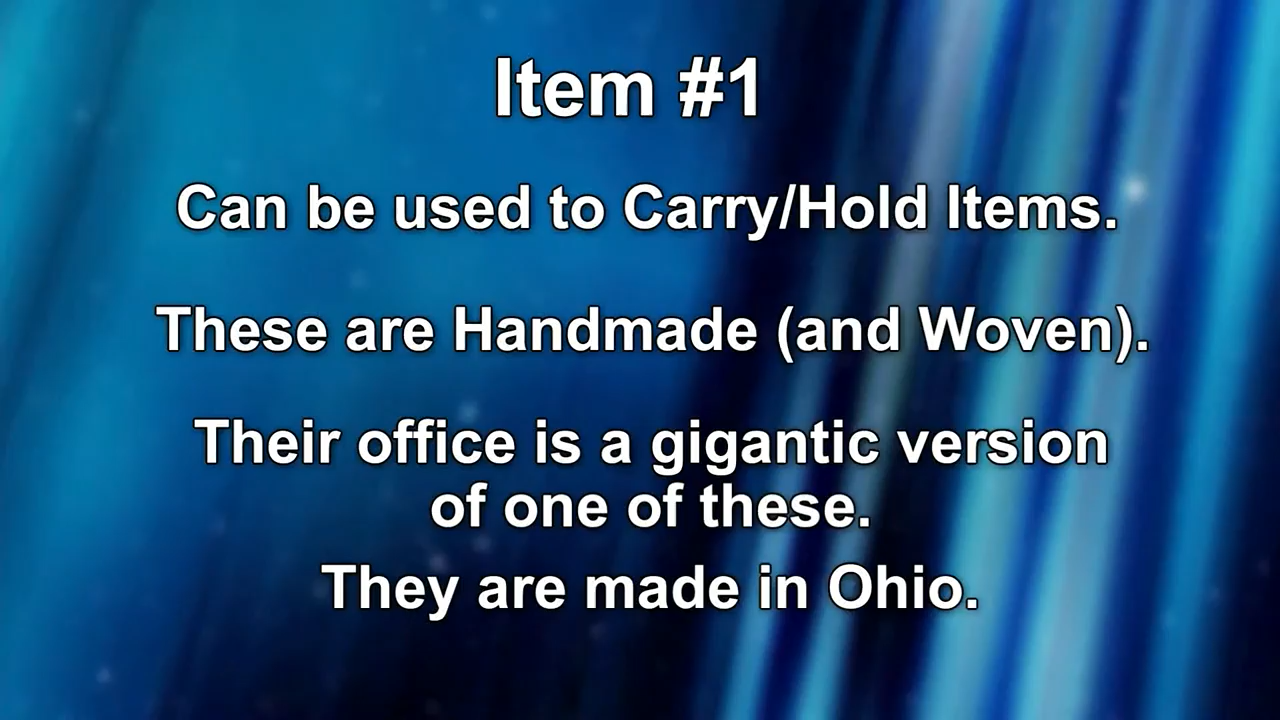 Item #1
Can be used to Carry/Hold Items.
These are Handmade (and Woven).
Their office is a gigantic version
of one of these.
They are made in Ohio.